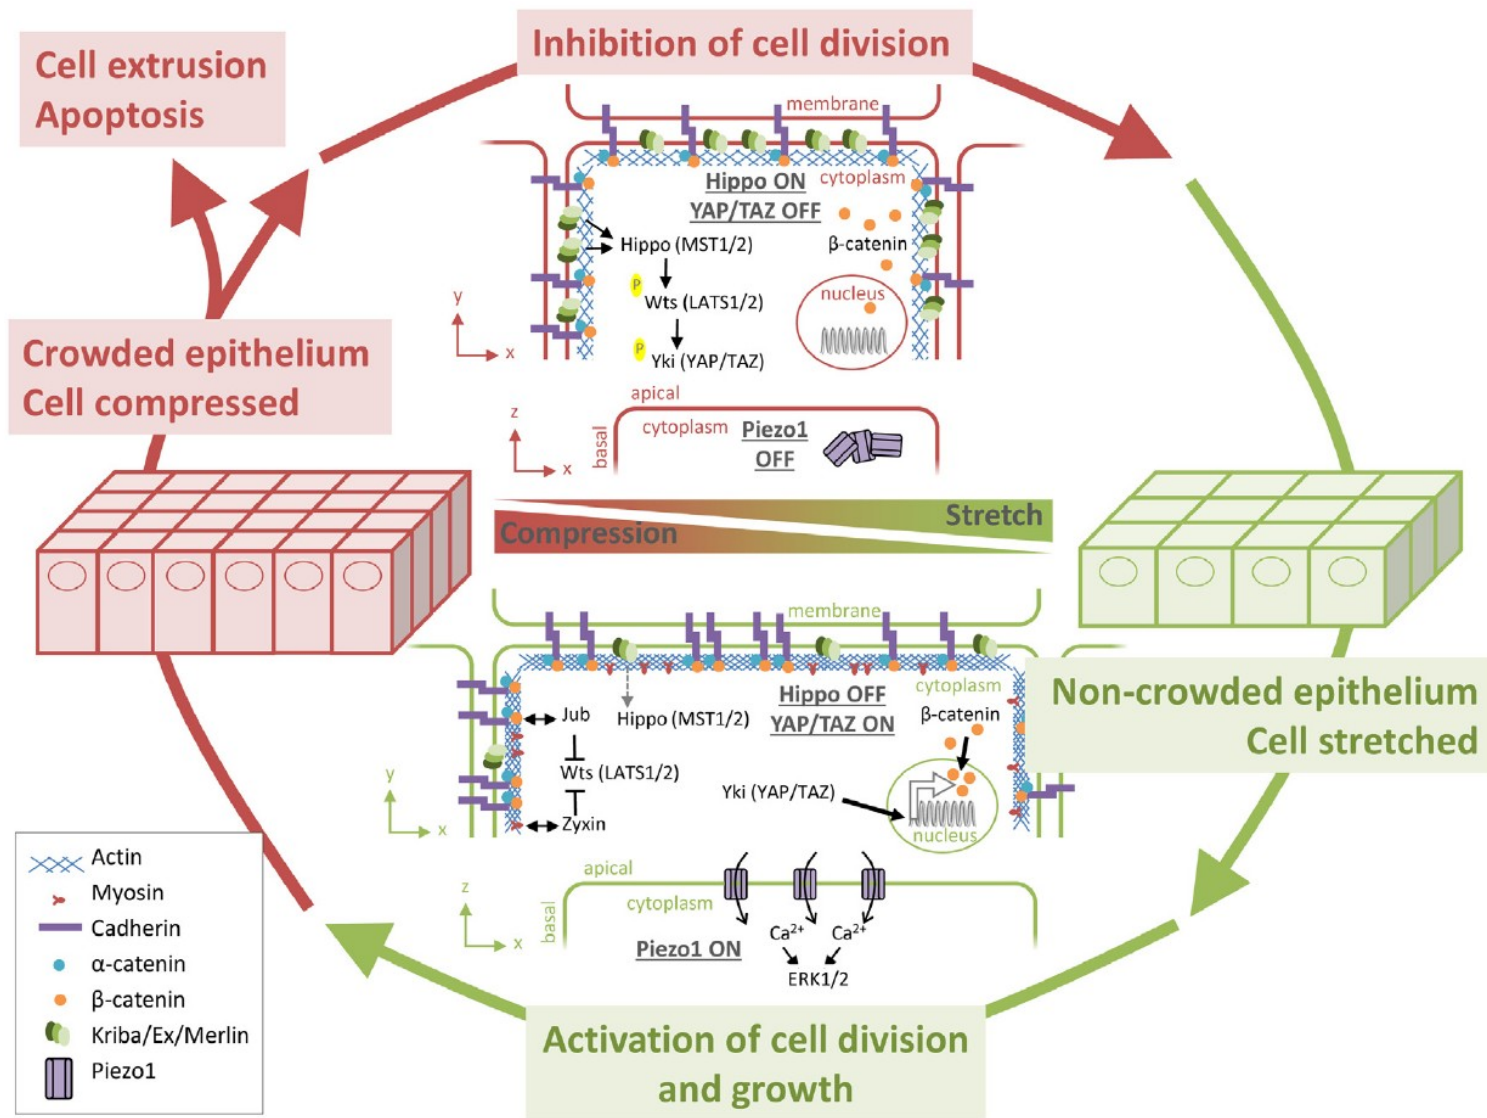 Cell extrusion
Apoptosis
Inhibition of cell division
membrane
Hippo ON
cytoplasm
YAP/TAZ OFF
Hippo (MST1/2)
β-catenin
P
Wts (LATS1/2)
nucleus
P
Yki (YAP/TAZ)
y
x
Crowded epithelium
Cell compressed
apical
z
x
basal
cytoplasm
Piezo1
OFF
Compression
Stretch
membrane
Hippo OFF
cytoplasm
YAP/TAZ ON
Jub
Hippo (MST1/2)
β-catenin
Wts (LATS1/2)
Yki (YAP/TAZ)
Zyxin
nucleus
y
x
Non-crowded epithelium
Cell stretched
apical
z
x
basal
cytoplasm
Piezo1 ON
Ca²⁺
Ca²⁺
ERK1/2
Activation of cell division
and growth
Actin
Myosin
Cadherin
α-catenin
β-catenin
Kriba/Ex/Merlin
Piezo1